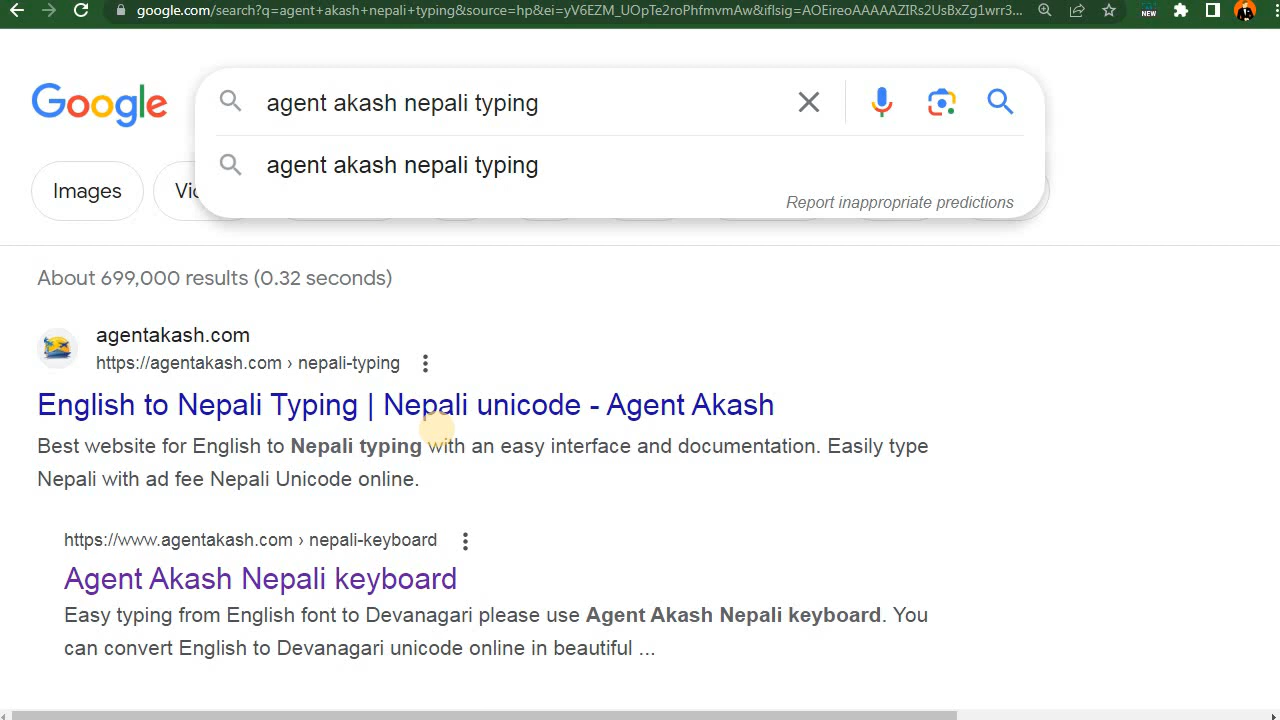 google.com/search?q=agent+akash+nepali+typing&source=hp&ei=yV6EZM_UOpTe2roPhfmvmAw&iflsig=AOEireoAAAAAZIRs2UsBxZg1wrr3...
NEW
Google
agent akash nepali typing
agent akash nepali typing
Report inappropriate predictions
Images
About 699,000 results (0.32 seconds)
agentakash.com
https://agentakash.com › nepali-typing
English to Nepali Typing | Nepali unicode - Agent Akash
Best website for English to Nepali typing with an easy interface and documentation. Easily type
Nepali with ad fee Nepali Unicode online.
https://www.agentakash.com › nepali-keyboard
Agent Akash Nepali keyboard
Easy typing from English font to Devanagari please use Agent Akash Nepali keyboard. You
can convert English to Devanagari unicode online in beautiful ...